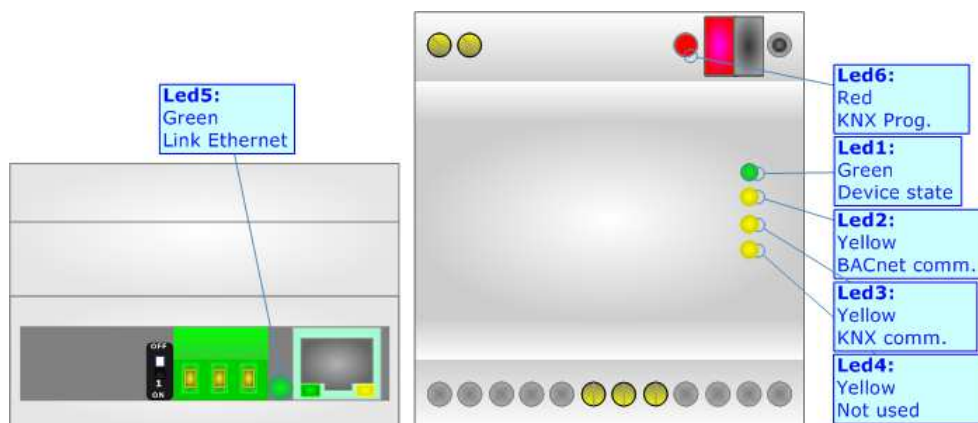 Led5:
Green
Link Ethernet
OFF
1
ON
Led6:
Red
KNX Prog.
Led1:
Green
Device state
Led2:
Yellow
BACnet comm.
Led3:
Yellow
KNX comm.
Led4:
Yellow
Not used